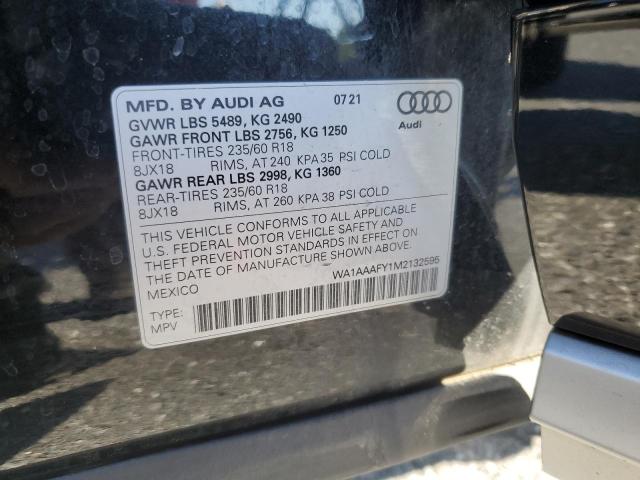 MFD. BY AUDI AG 07 21
GVWR LBS 5489, KG 2490
GAWR FRONT LBS 2756, KG 1250
FRONT-TIRES 235/60 R18
8JX18 RIMS, AT 240 KPA 35 PSI COLD
GAWR REAR LBS 2998, KG 1360
REAR-TIRES 235/60 R18
8JX18 RIMS, AT 260 KPA 38 PSI COLD
Audi
THIS VEHICLE CONFORMS TO ALL APPLICABLE
U.S. FEDERAL MOTOR VEHICLE SAFETY AND
THEFT PREVENTION STANDARDS IN EFFECT ON
THE DATE OF MANUFACTURE SHOWN ABOVE.
MEXICO
WA1AAAFY1M2132595
TYPE:
MPV